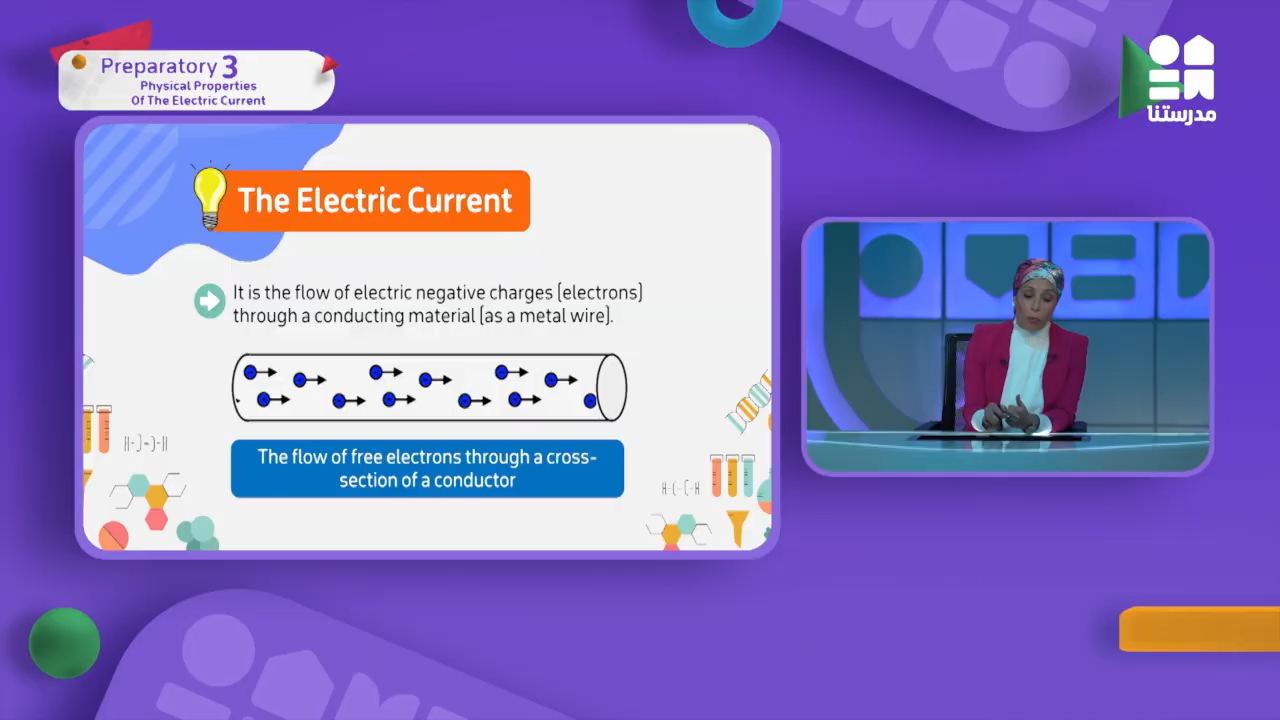 Preparatory 3
Physical Properties
Of The Electric Current
مدرستنا
The Electric Current
It is the flow of electric negative charges (electrons)
through a conducting material (as a metal wire).
The flow of free electrons through a cross-
section of a conductor